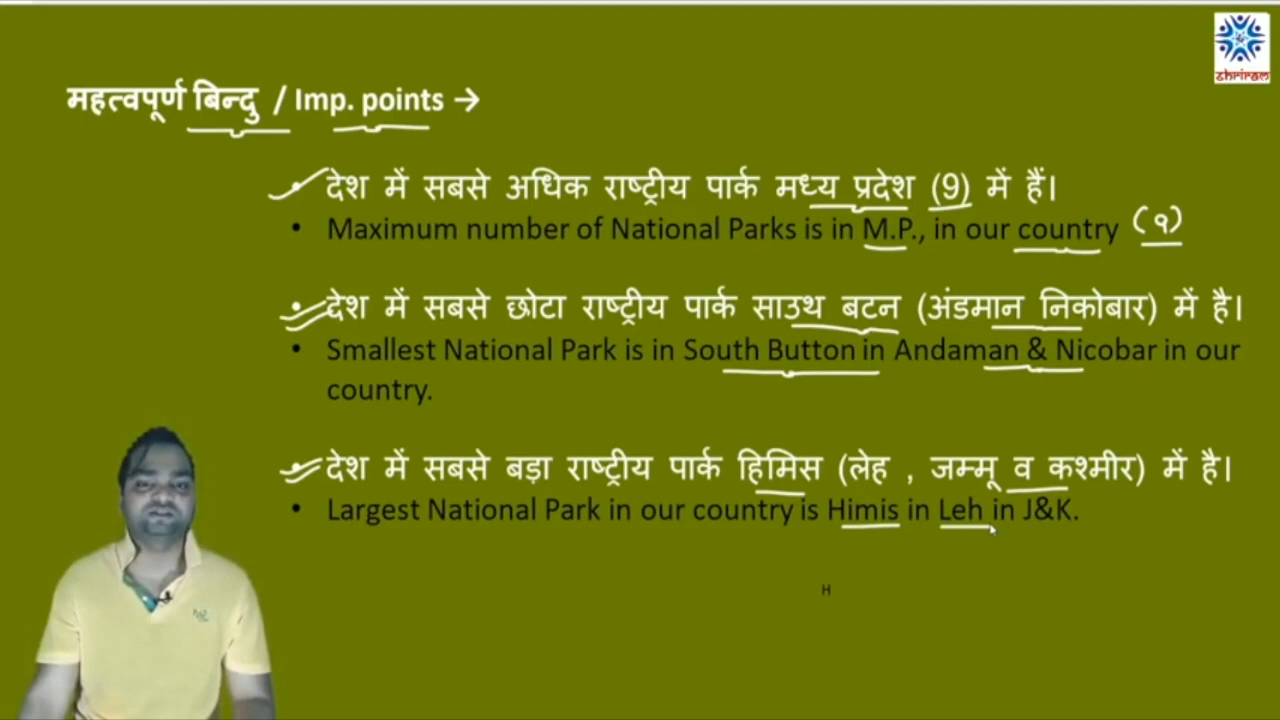 shriram
महत्वपूर्ण बिन्दु / Imp. points →
• देश में सबसे अधिक राष्ट्रीय पार्क मध्य प्रदेश (9) में हैं।
• Maximum number of National Parks is in M.P., in our country (9)
• देश में सबसे छोटा राष्ट्रीय पार्क साउथ बटन (अंडमान निकोबार) में है।
• Smallest National Park is in South Button in Andaman & Nicobar in our
country.
• देश में सबसे बड़ा राष्ट्रीय पार्क हिमिस (लेह , जम्मू व कश्मीर) में है।
• Largest National Park in our country is Himis in Leh in J&K.
H